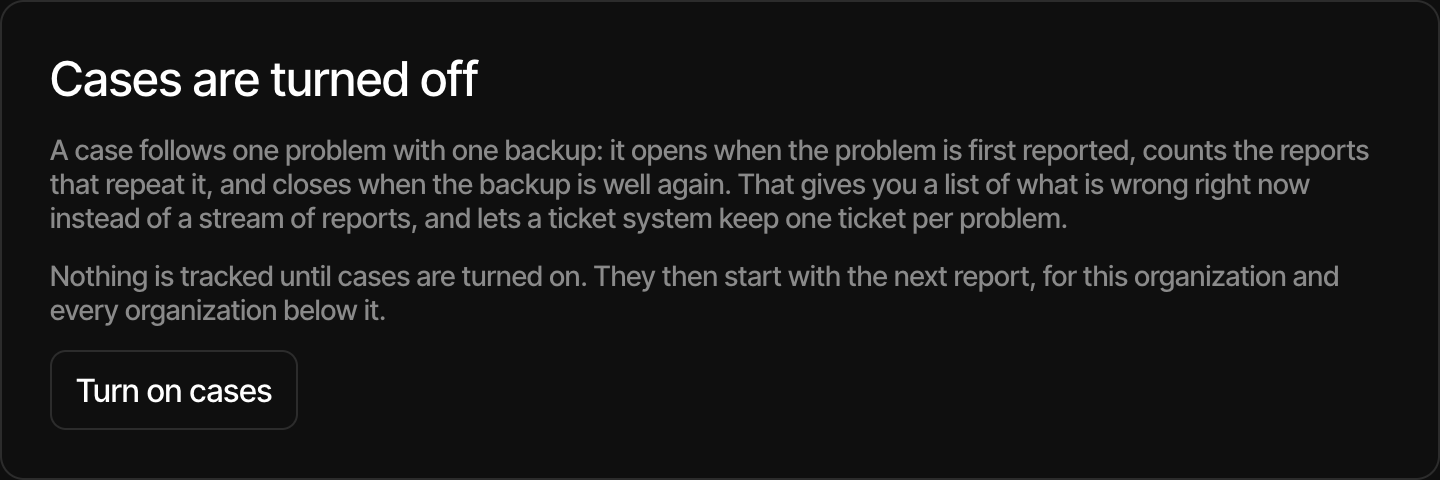 Cases are turned off
A case follows one problem with one backup: it opens when the problem is first reported, counts the reports
that repeat it, and closes when the backup is well again. That gives you a list of what is wrong right now
instead of a stream of reports, and lets a ticket system keep one ticket per problem.
Nothing is tracked until cases are turned on. They then start with the next report, for this organization and
every organization below it.
Turn on cases